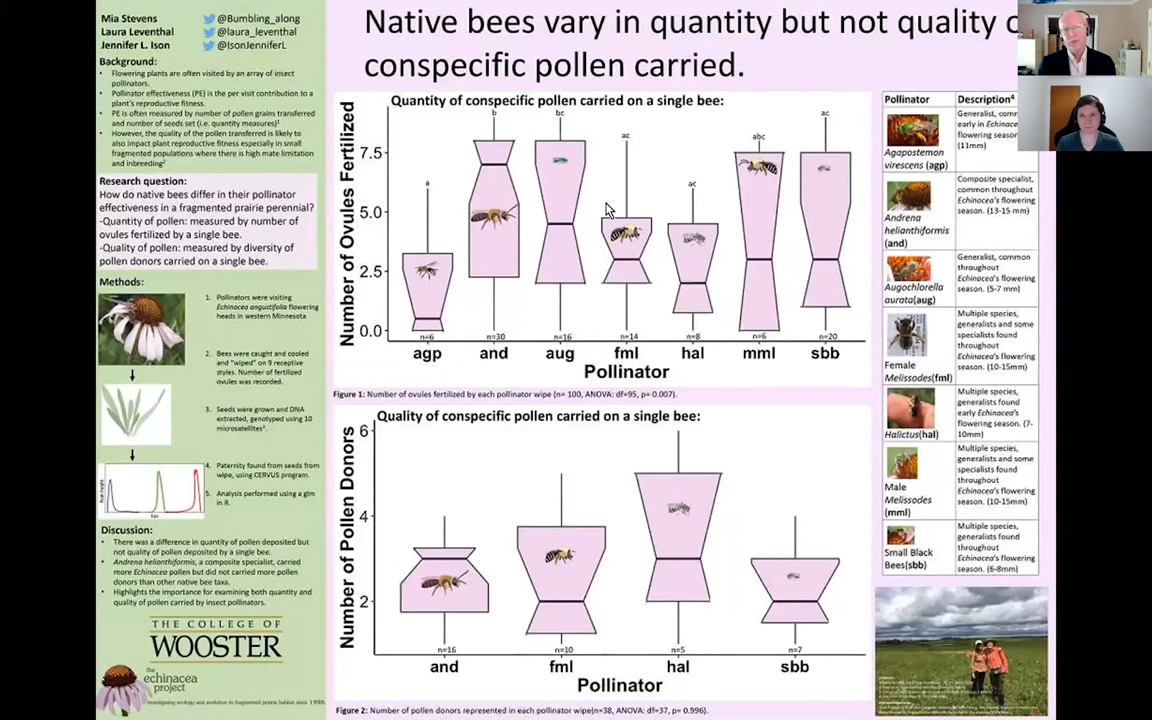 Mia Stevens @Bumbling_along
Laura Leventhal @laura_leventhal
Jennifer L. Ison @IsonJenniferL
Background:
• Flowering plants are often visited by an array of insect
pollinators.
• Pollinator effectiveness (PE) is the per visit contribution to a
plant's reproductive fitness.
• PE is often measured by number of pollen grains transferred
and number of seeds set (i.e. quantity measures)¹
• However, the quality of the pollen transferred is likely to
also impact plant reproductive fitness especially in small
fragmented populations where there is high mate limitation
and inbreeding²
Research question:
How do native bees differ in their pollinator
effectiveness in a fragmented prairie perennial?
-Quantity of pollen: measured by number of
ovules fertilized by a single bee.
-Quality of pollen: measured by diversity of
pollen donors carried on a single bee.
Methods:
1. Pollinators were visiting
Echinacea angustifolia flowering
heads in western Minnesota
2. Bees were caught and cooled
and "wiped" on 9 receptive
styles. Number of fertilized
ovules was recorded.
3. Seeds were grown and DNA
extracted, genotyped using 10
microsatellites³.
4. Paternity found from seeds from
wipe, using CERVUS program.
5. Analysis performed using a glm
in R.
Discussion:
• There was a difference in quantity of pollen deposited but
not quality of pollen deposited by a single bee.
• Andrena helianthiformis, a composite specialist, carried
more Echinacea pollen but did not carried more pollen
donors than other native bee taxa.
• Highlights the importance for examining both quantity and
quality of pollen carried by insect pollinators.
THE COLLEGE OF
WOOSTER
the
echinacea
project
investigating ecology and evolution in fragmented prairie habitat since 1995
Native bees vary in quantity but not quality
conspecific pollen carried.
Quantity of conspecific pollen carried on a single bee:
Number of Ovules Fertilized
7.5
5.0
2.5
0.0
a b bc ac ac abc ac
n=6 n=30 n=16 n=14 n=8 n=6 n=20
agp and aug fml hal mml sbb
Pollinator
Figure 1: Number of ovules fertilized by each pollinator wipe (n= 100, ANOVA: df=95, p= 0.007).
Quality of conspecific pollen carried on a single bee:
Number of Pollen Donors
6
4
2
n=16 n=10 n=5 n=7
and fml hal sbb
Pollinator
Figure 2: Number of pollen donors represented in each pollinator wipe(n=38, ANOVA: df=37, p= 0.996).
Pollinator Description⁴
Agapostemon
virescens (agp)
Generalist, com
early in Echinace
flowering season
(11mm)
Andrena
helianthiformis
(and)
Composite specialist,
common throughout
Echinacea's flowering
season. (13-15 mm)
Augochlorella
aurata(aug)
Generalist, common
throughout
Echinacea's flowering
season. (5-7 mm)
Female
Melissodes(fml)
Multiple species,
generalists and some
specialists found
throughout
Echinacea's flowering
season. (10-15mm)
Halictus(hal)
Multiple species,
generalists found
early Echinacea's
flowering season. (7-
10mm)
Male
Melissodes
(mml)
Multiple species,
generalists and some
specialists found
throughout
Echinacea's flowering
season. (10-15mm)
Small Black
Bees(sbb)
Multiple species,
generalists found
throughout
Echinacea's flowering
season. (6-8mm)